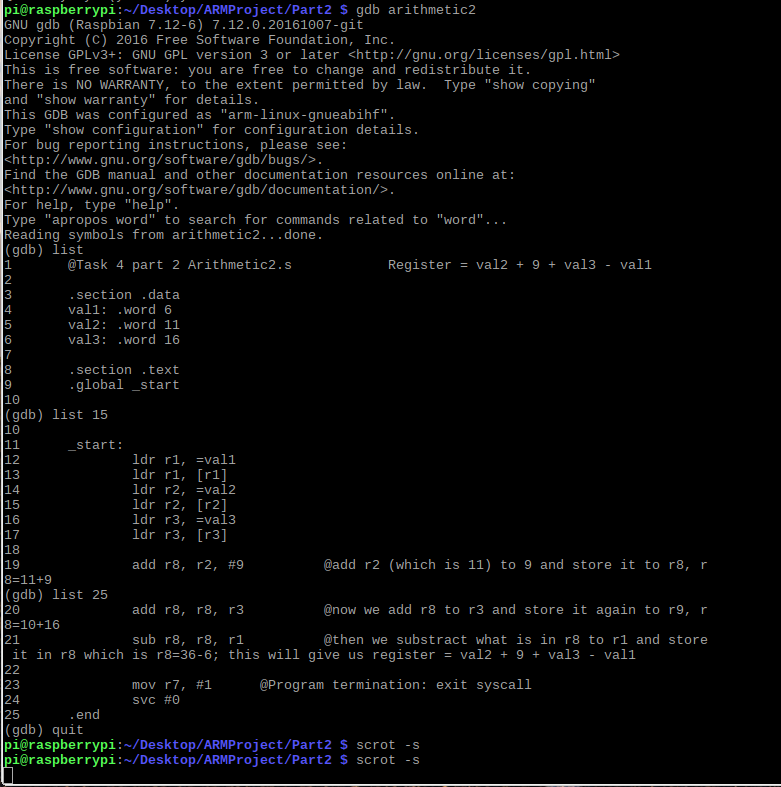 pi@raspberrypi:~/Desktop/ARMProject/Part2 $ gdb arithmetic2
GNU gdb (Raspbian 7.12-6) 7.12.0.20161007-git
Copyright (C) 2016 Free Software Foundation, Inc.
License GPLv3+: GNU GPL version 3 or later <http://gnu.org/licenses/gpl.html>
This is free software: you are free to change and redistribute it.
There is NO WARRANTY, to the extent permitted by law.  Type "show copying"
and "show warranty" for details.
This GDB was configured as "arm-linux-gnueabihf".
Type "show configuration" for configuration details.
For bug reporting instructions, please see:
<http://www.gnu.org/software/gdb/bugs/>.
Find the GDB manual and other documentation resources online at:
<http://www.gnu.org/software/gdb/documentation/>.
For help, type "help".
Type "apropos word" to search for commands related to "word"...
Reading symbols from arithmetic2...done.
(gdb) list
1       @Task 4 part 2 Arithmetic2.s            Register = val2 + 9 + val3 - val1
2
3       .section .data
4       val1: .word 6
5       val2: .word 11
6       val3: .word 16
7
8       .section .text
9       .global _start
10
(gdb) list 15
10
11      _start:
12              ldr r1, =val1
13              ldr r1, [r1]
14              ldr r2, =val2
15              ldr r2, [r2]
16              ldr r3, =val3
17              ldr r3, [r3]
18
19              add r8, r2, #9          @add r2 (which is 11) to 9 and store it to r8, r
8=11+9
(gdb) list 25
20              add r8, r8, r3          @now we add r8 to r3 and store it again to r9, r
8=10+16
21              sub r8, r8, r1          @then we substract what is in r8 to r1 and store
 it in r8 which is r8=36-6; this will give us register = val2 + 9 + val3 - val1
22
23              mov r7, #1      @Program termination: exit syscall
24              svc #0
25      .end
(gdb) quit
pi@raspberrypi:~/Desktop/ARMProject/Part2 $ scrot -s
pi@raspberrypi:~/Desktop/ARMProject/Part2 $ scrot -s